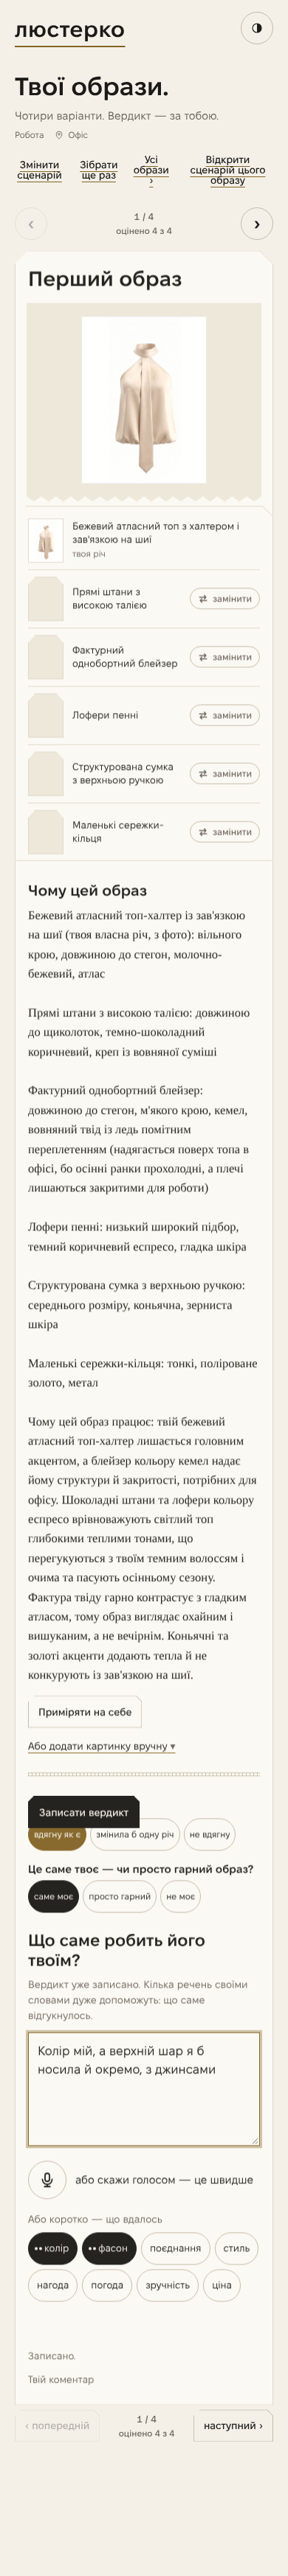 люстерко
Твої образи.
Чотири варіанти. Вердикт — за тобою.
Робота Офіс
Змінити сценарій
Зібрати ще раз
Усі образи ›
Відкрити сценарій цього образу
‹
1 / 4
оцінено 4 з 4
›
Перший образ
Бежевий атласний топ з халтером і
зав'язкою на шиї
твоя річ
Прямі штани з
високою талією
замінити
Фактурний
однобортний блейзер
замінити
Лофери пенні
замінити
Структурована сумка
з верхньою ручкою
замінити
Маленькі сережки-
кільця
замінити
Чому цей образ
Бежевий атласний топ-халтер із зав'язкою
на шиї (твоя власна річ, з фото): вільного
крою, довжиною до стегон, молочно-
бежевий, атлас
Прямі штани з високою талією: довжиною
до щиколоток, темно-шоколадний
коричневий, креп із вовняної суміші
Фактурний однобортний блейзер:
довжиною до стегон, м'якого крою, кемел,
вовняний твід із ледь помітним
переплетенням (надягається поверх топа в
офісі, бо осінні ранки прохолодні, а плечі
лишаються закритими для роботи)
Лофери пенні: низький широкий підбор,
темний коричневий еспресо, гладка шкіра
Структурована сумка з верхньою ручкою:
середнього розміру, коньячна, зерниста
шкіра
Маленькі сережки-кільця: тонкі, поліроване
золото, метал
Чому цей образ працює: твій бежевий
атласний топ-халтер лишається головним
акцентом, а блейзер кольору кемел надає
йому структури й закритості, потрібних для
офісу. Шоколадні штани та лофери кольору
еспресо врівноважують світлий топ
глибокими теплими тонами, що
перегукуються з твоїм темним волоссям і
очима та пасують осінньому сезону.
Фактура твіду гарно контрастує з гладким
атласом, тому образ виглядає охайним і
вишуканим, а не вечірнім. Коньячні та
золоті акценти додають тепла й не
конкурують із зав'язкою на шиї.
Приміряти на себе
Або додати картинку вручну ▾
Записати вердикт
вдягну як є
змінила б одну річ
не вдягну
Це саме твоє — чи просто гарний образ?
саме моє
просто гарний
не моє
Що саме робить його
твоїм?
Вердикт уже записано. Кілька речень своїми
словами дуже допоможуть: що саме
відгукнулось.
Колір мій, а верхній шар я б
носила й окремо, з джинсами
або скажи голосом — це швидше
Або коротко — що вдалось
колір
фасон
поєднання
стиль
нагода
погода
зручність
ціна
Записано.
Твій коментар
‹ попередній
1 / 4
оцінено 4 з 4
наступний ›